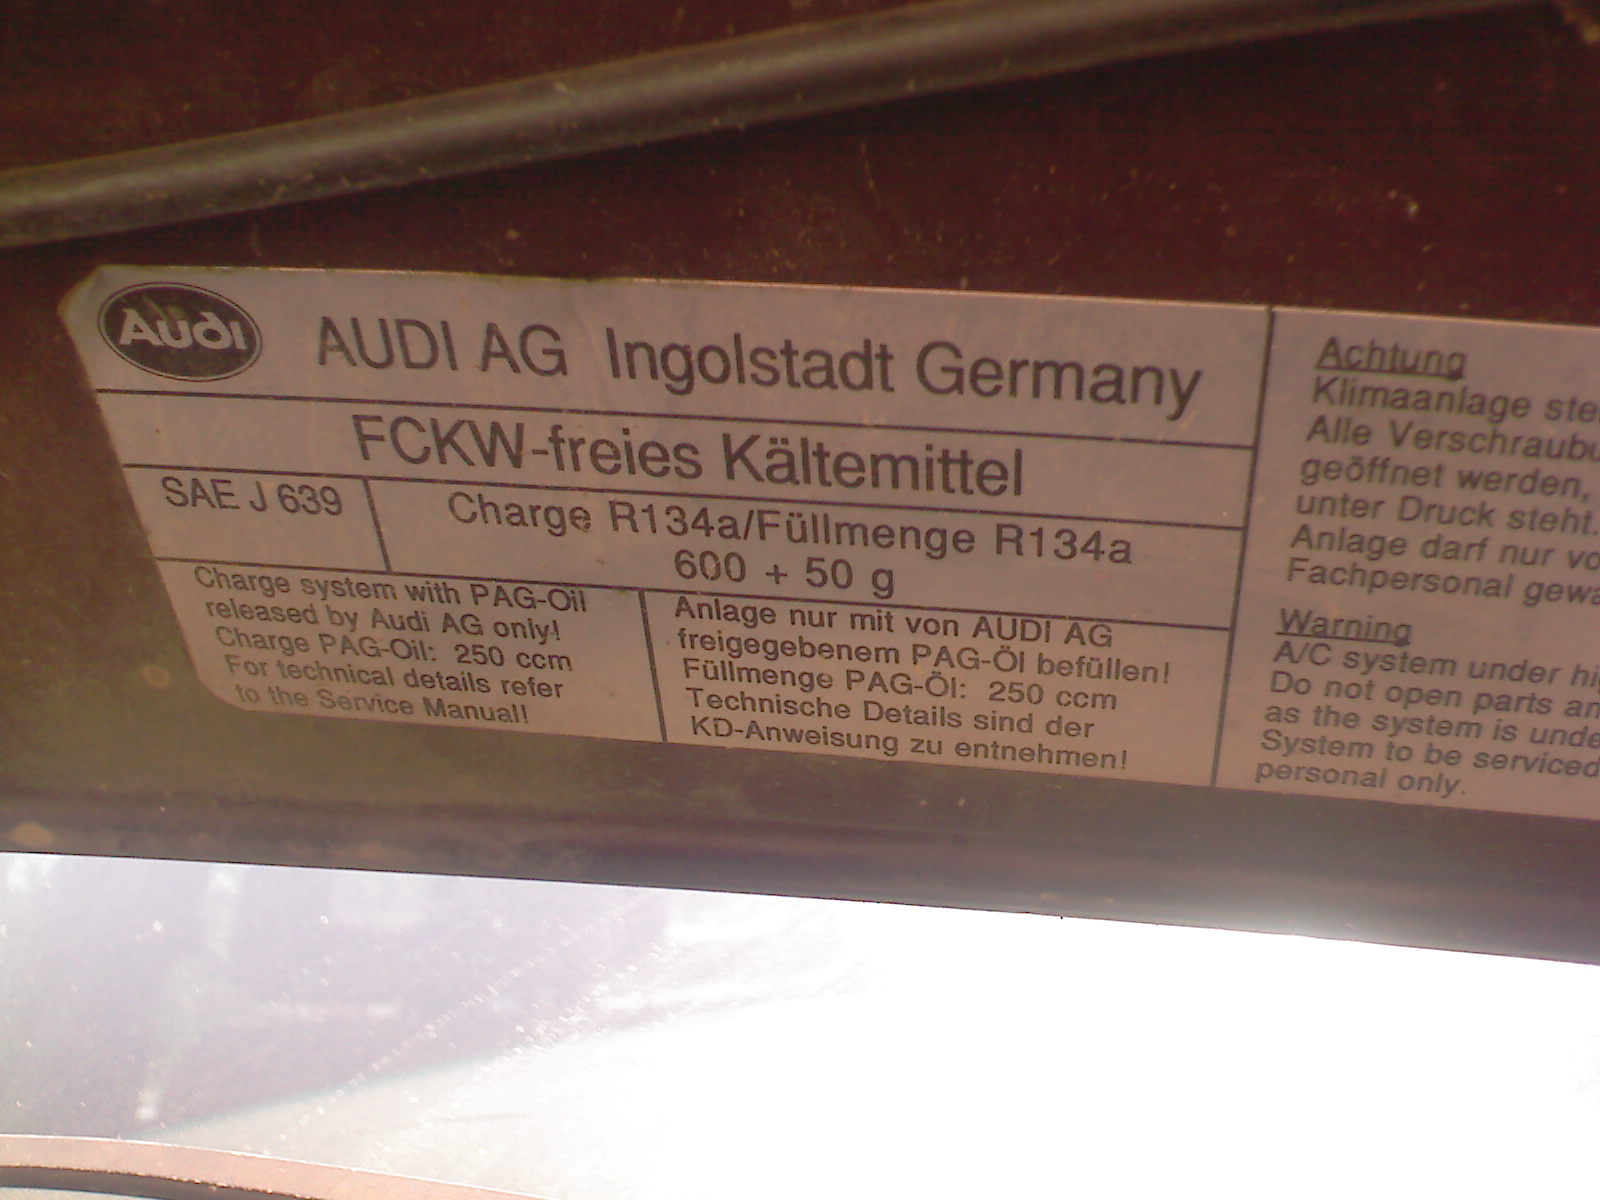 Audi
AUDI AG Ingolstadt Germany
FCKW-freies Kältemittel
SAE J 639
Charge R134a/Füllmenge R134a
600 + 50 g
Charge system with PAG-Oil
released by Audi AG only!
Charge PAG-Oil: 250 ccm
For technical details refer
to the Service Manual!
Anlage nur mit von AUDI AG
freigegebenem PAG-Öl befüllen!
Füllmenge PAG-Öl: 250 ccm
Technische Details sind der
KD-Anweisung zu entnehmen!
Achtung
Klimaanlage
Alle
geöffnet werden,
unter Druck steht.
Anlage darf nur
Fachpersonal
Warning
A/C system under
Do not open parts
as the system is
System to be serviced
personal only.